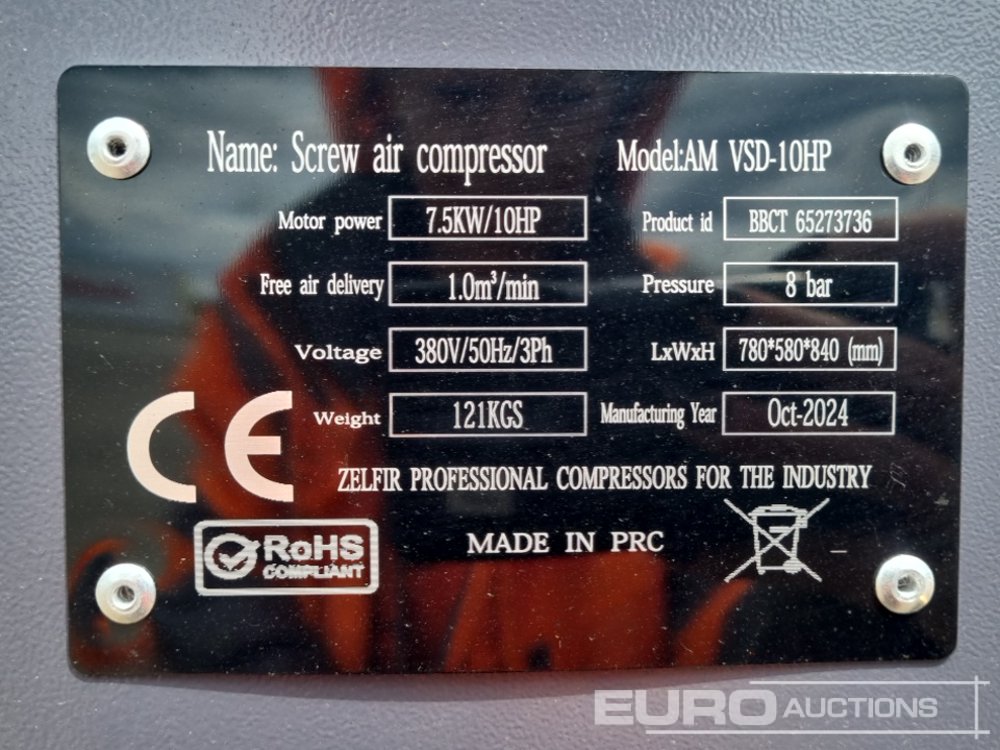 Name: Screw air compressor Model:AM VSD-10HP
Motor power 7.5KW/10HP Product id BBCT 65273736
Free air delivery 1.0m³/min Pressure 8 bar
Voltage 380V/50Hz/3Ph LxWxH 780*580*840 (mm)
Weight 121KGS Manufacturing Year Oct-2024
CE
ZELFIR PROFESSIONAL COMPRESSORS FOR THE INDUSTRY
RoHS
COMPLIANT
MADE IN PRC
EURO AUCTIONS